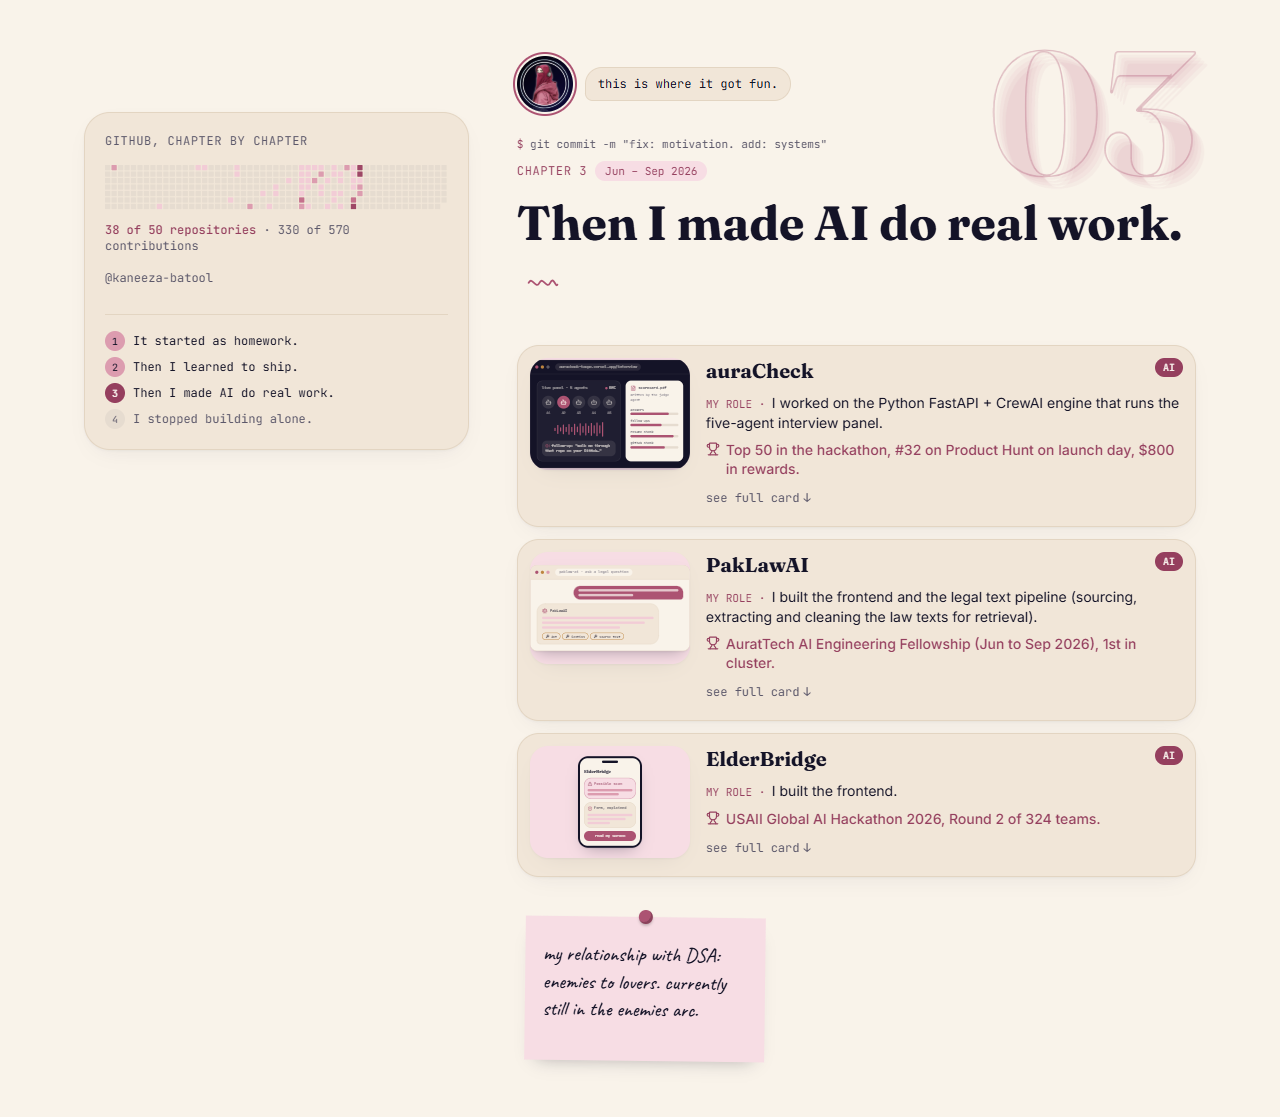 this is where it got fun.
03
GITHUB, CHAPTER BY CHAPTER
38 of 50 repositories · 330 of 570
contributions
@kaneeza-batool
1 It started as homework.
2 Then I learned to ship.
3 Then I made AI do real work.
4 I stopped building alone.
$ git commit -m "fix: motivation. add: systems"
CHAPTER 3 Jun – Sep 2026
Then I made AI do real work.
auraCheck
AI
MY ROLE · I worked on the Python FastAPI + CrewAI engine that runs the
five-agent interview panel.
Top 50 in the hackathon, #32 on Product Hunt on launch day, $800
in rewards.
see full card ↓
PakLawAI
AI
MY ROLE · I built the frontend and the legal text pipeline (sourcing,
extracting and cleaning the law texts for retrieval).
PakLawAI
AuratTech AI Engineering Fellowship (Jun to Sep 2026), 1st in
cluster.
see full card ↓
ElderBridge
AI
ElderBridge
Possible scam
Form, explained
read my screen
MY ROLE · I built the frontend.
USAII Global AI Hackathon 2026, Round 2 of 324 teams.
see full card ↓
my relationship with DSA:
enemies to lovers. currently
still in the enemies arc.